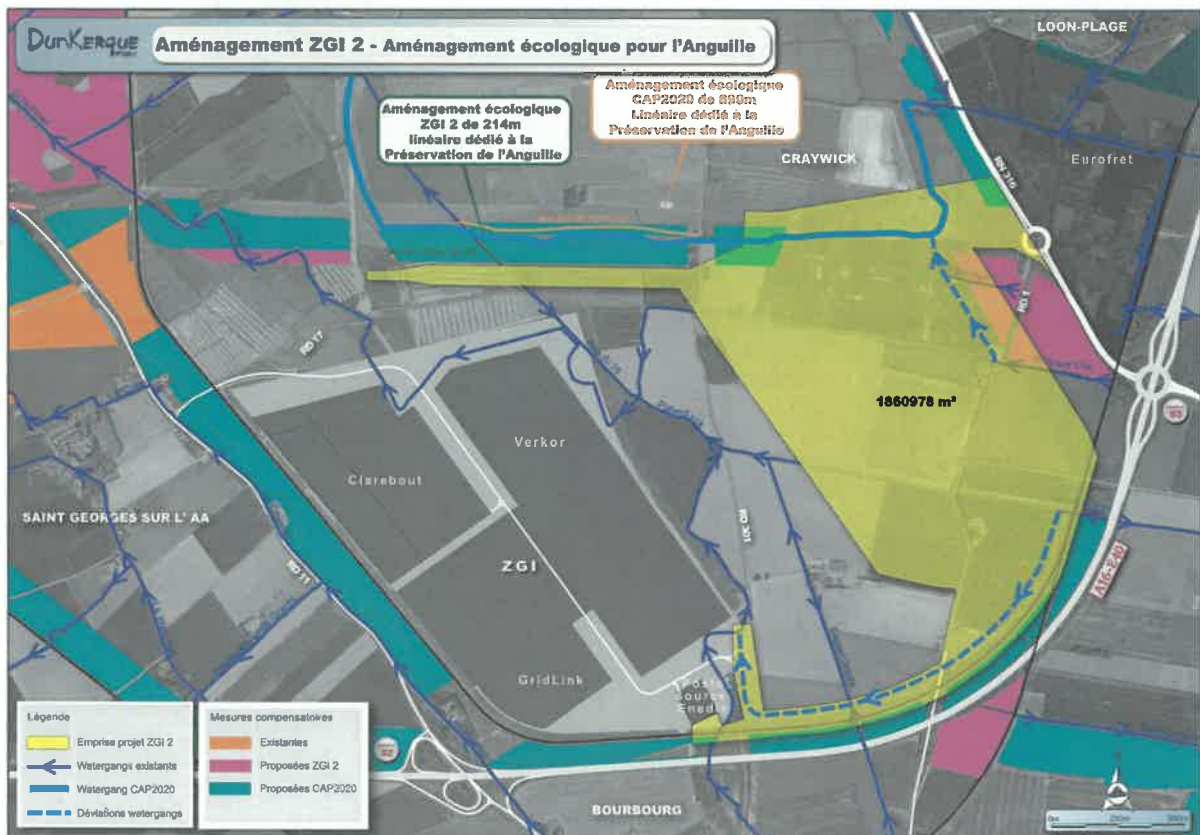 DUNKERQUE
PORT
Aménagement ZGI 2 - Aménagement écologique pour l'Anguille
LOON-PLAGE
Aménagement écologique
CAP2020 de 890m
Linéaire dédié à la
Préservation de l'Anguille
Aménagement écologique
ZGI 2 de 214m
linéaire dédié à la
Préservation de l'Anguille
CRAYWICK
Eurofret
RN 316
RD 1
RD 17
1860978 m²
Verkor
Clarebout
SAINT GEORGES SUR L'AA
ZGI
RD 11
A16-E40
GridLink
Poste
Source
Enedis
53
52
BOURBOURG
Légende
Emprise projet ZGI 2
Watergangs existants
Watergang CAP2020
Déviations watergangs
Mesures compensatoires
Existantes
Proposées ZGI 2
Proposées CAP2020